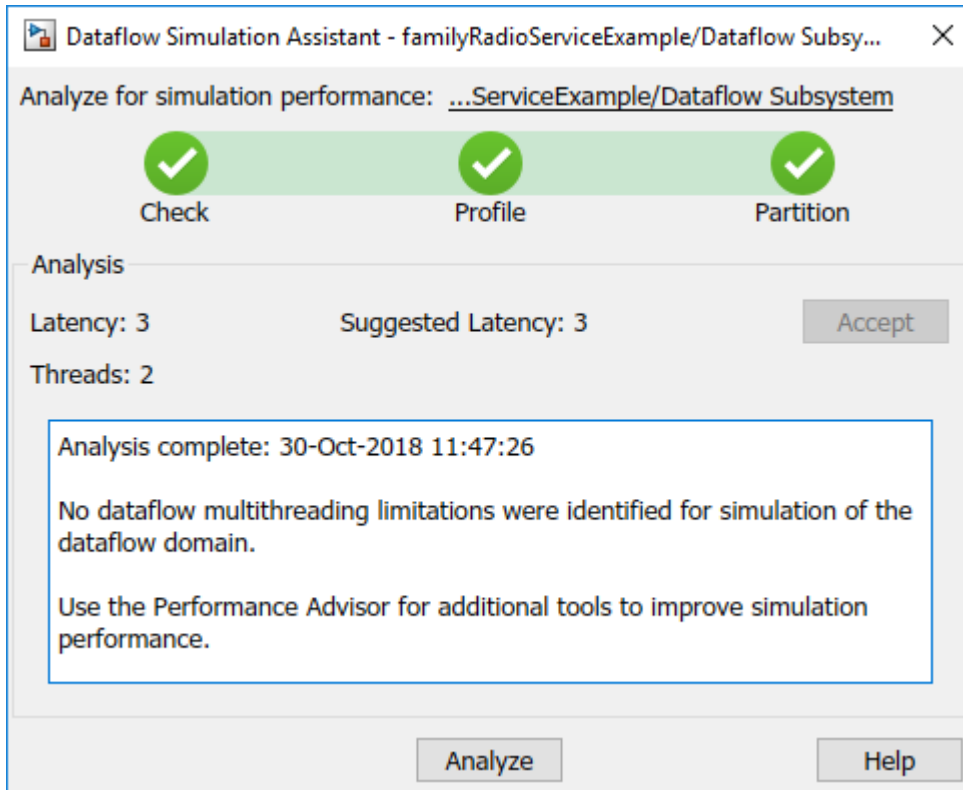 Dataflow Simulation Assistant - familyRadioServiceExample/Dataflow Subsy...
Analyze for simulation performance: ...ServiceExample/Dataflow Subsystem
Check Profile Partition
Analysis
Latency: 3 Suggested Latency: 3 Accept
Threads: 2
Analysis complete: 30-Oct-2018 11:47:26
No dataflow multithreading limitations were identified for simulation of the
dataflow domain.
Use the Performance Advisor for additional tools to improve simulation
performance.
Analyze Help